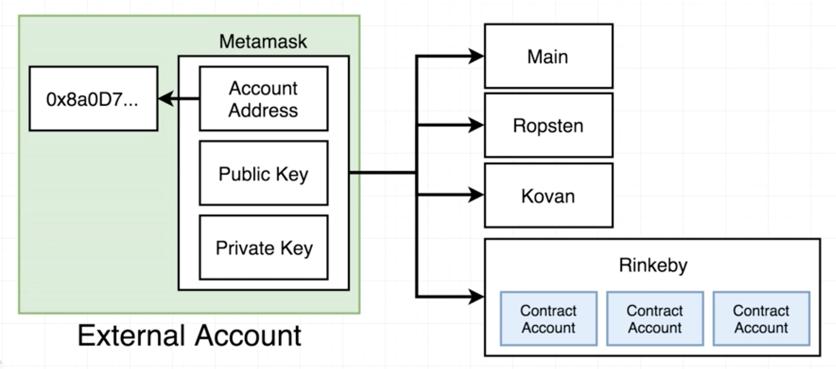 Metamask
0x8a0D7...
Account
Address
Public Key
Private Key
External Account
Main
Ropsten
Kovan
Rinkeby
Contract
Account
Contract
Account
Contract
Account